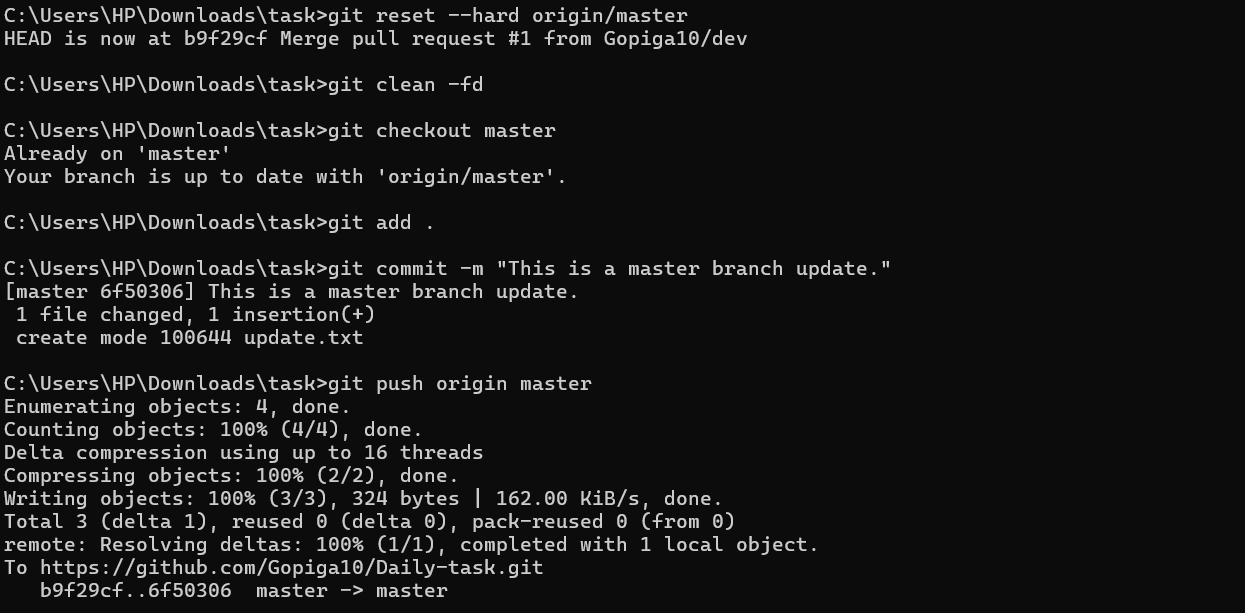 C:\Users\HP\Downloads\task>git reset --hard origin/master
HEAD is now at b9f29cf Merge pull request #1 from Gopiga10/dev
C:\Users\HP\Downloads\task>git clean -fd
C:\Users\HP\Downloads\task>git checkout master
Already on 'master'
Your branch is up to date with 'origin/master'.
C:\Users\HP\Downloads\task>git add .
C:\Users\HP\Downloads\task>git commit -m "This is a master branch update."
[master 6f50306] This is a master branch update.
 1 file changed, 1 insertion(+)
 create mode 100644 update.txt
C:\Users\HP\Downloads\task>git push origin master
Enumerating objects: 4, done.
Counting objects: 100% (4/4), done.
Delta compression using up to 16 threads
Compressing objects: 100% (2/2), done.
Writing objects: 100% (3/3), 324 bytes | 162.00 KiB/s, done.
Total 3 (delta 1), reused 0 (delta 0), pack-reused 0 (from 0)
remote: Resolving deltas: 100% (1/1), completed with 1 local object.
To https://github.com/Gopiga10/Daily-task.git
   b9f29cf..6f50306  master -> master